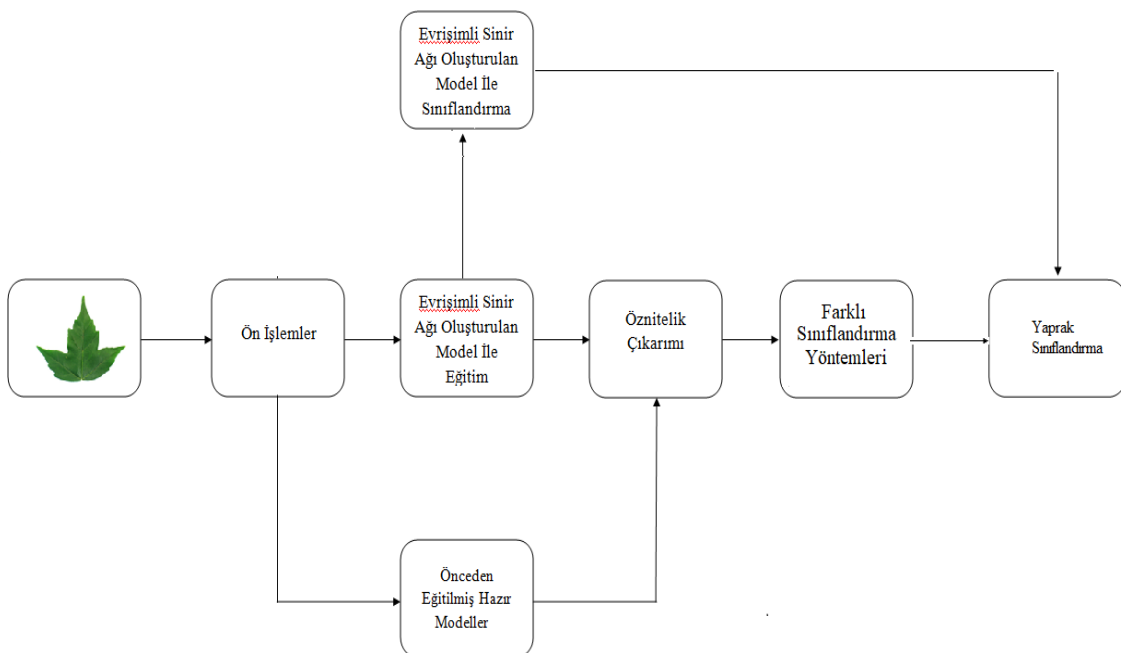 Evrişimli Sinir
Ağı Oluşturulan
Model İle
Sınıflandırma
Ön İşlemler
Evrişimli Sinir
Ağı Oluşturulan
Model İle
Eğitim
Öznitelik
Çıkarımı
Farklı
Sınıflandırma
Yöntemleri
Yaprak
Sınıflandırma
Önceden
Eğitilmiş Hazır
Modeller